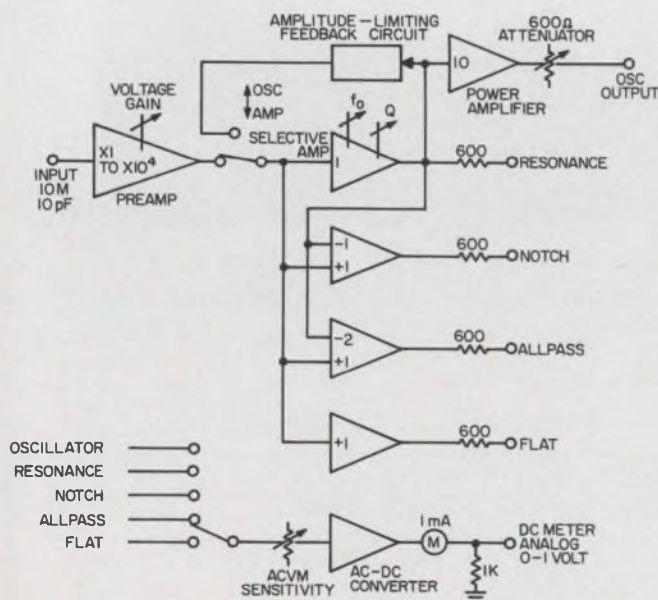 AMPLITUDE-LIMITING
FEEDBACK CIRCUIT
600Ω
ATTENUATOR
VOLTAGE
GAIN
OSC
AMP
f₀
Q
IO
POWER
AMPLIFIER
OSC
OUTPUT
SELECTIVE
AMP
X1
TO X10⁴
INPUT
10M
10pF
PREAMP
1
600
RESONANCE
-1
+1
600
NOTCH
-2
+1
600
ALLPASS
+1
600
FLAT
OSCILLATOR
RESONANCE
NOTCH
ALLPASS
FLAT
ACVM
SENSITIVITY
AC-DC
CONVERTER
1mA
M
DC METER
ANALOG
0-1 VOLT
1K